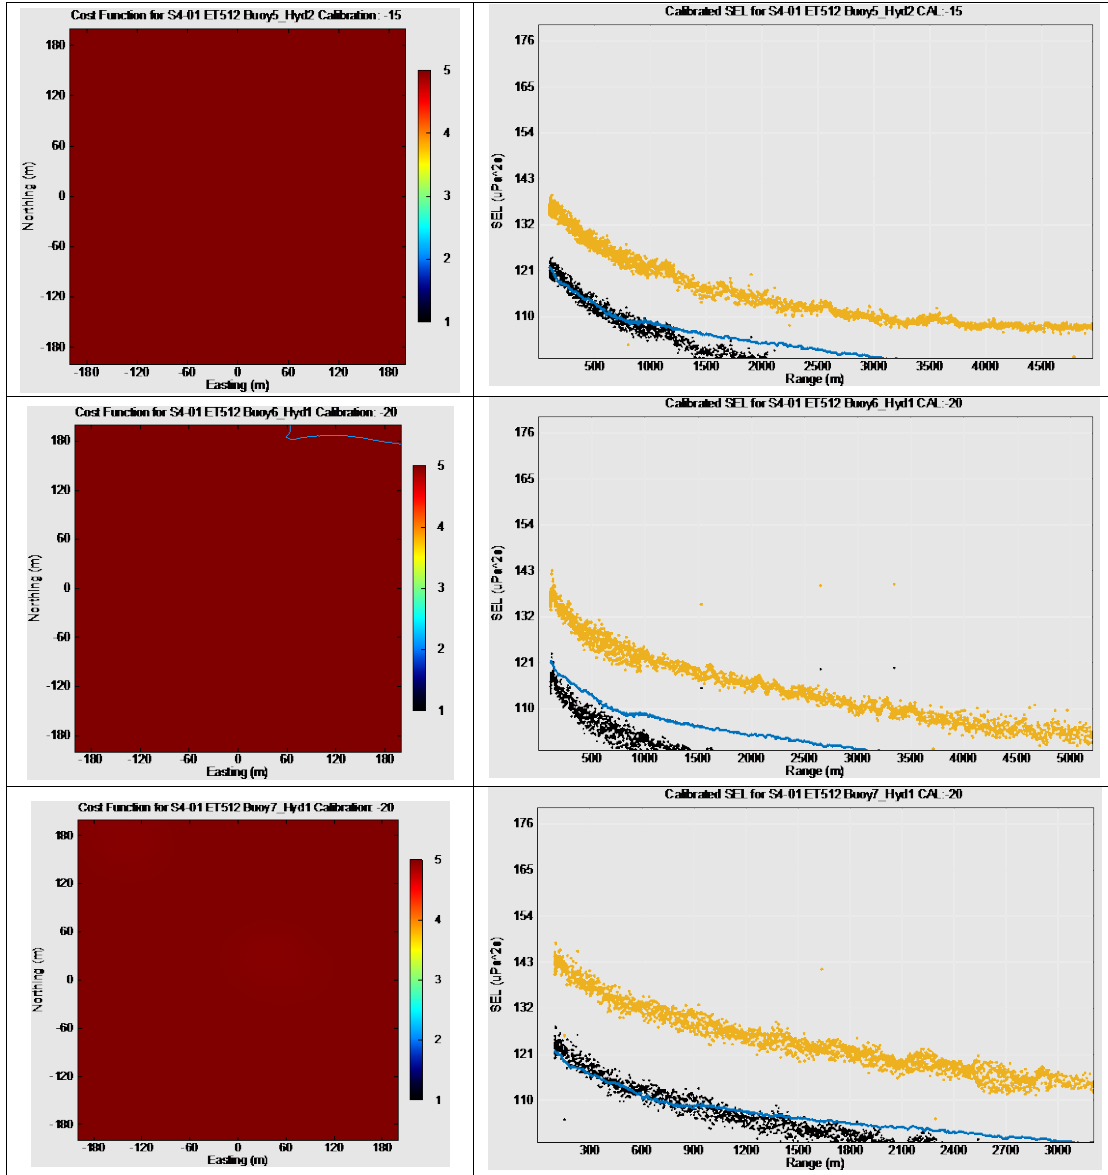 Cost Function for S4-01 ET512 Buoy5_Hyd2 Calibration: -15
180
120
60
0
-60
-120
-180
Northing (m)
-180 -120 -60 0 60 120 180
Easting (m)
5
4
3
2
1
Calibrated SEL for S4-01 ET512 Buoy5_Hyd2 CAL:-15
176
165
154
143
132
121
110
SEL (uPa^2s)
500 1000 1500 2000 2500 3000 3500 4000 4500
Range (m)
Cost Function for S4-01 ET512 Buoy6_Hyd1 Calibration: -20
180
120
60
0
-60
-120
-180
Northing (m)
-180 -120 -60 0 60 120 180
Easting (m)
5
4
3
2
1
Calibrated SEL for S4-01 ET512 Buoy6_Hyd1 CAL:-20
176
165
154
143
132
121
110
SEL (uPa^2s)
500 1000 1500 2000 2500 3000 3500 4000 4500 5000
Range (m)
Cost Function for S4-01 ET512 Buoy7_Hyd1 Calibration: -20
180
120
60
0
-60
-120
-180
Northing (m)
-180 -120 -60 0 60 120 180
Easting (m)
5
4
3
2
1
Calibrated SEL for S4-01 ET512 Buoy7_Hyd1 CAL:-20
176
165
154
143
132
121
110
SEL (uPa^2s)
300 600 900 1200 1500 1800 2100 2400 2700 3000
Range (m)